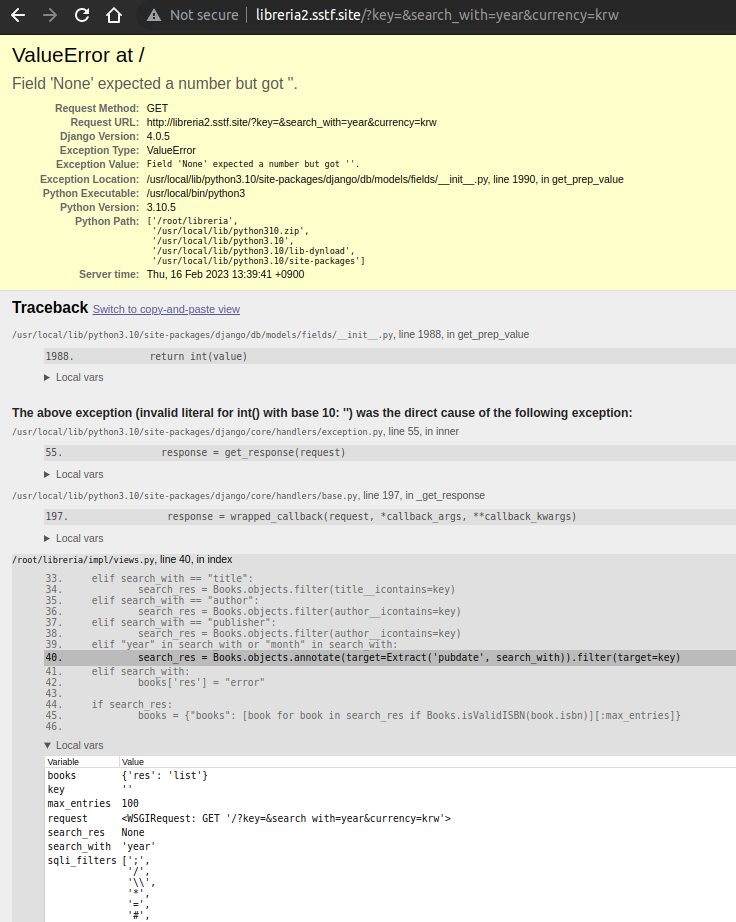 Not secure | libreria2.sstf.site/?key=&search_with=year&currency=krw
ValueError at /
Field 'None' expected a number but got ''.
Request Method: GET
Request URL: http://libreria2.sstf.site/?key=&search_with=year&currency=krw
Django Version: 4.0.5
Exception Type: ValueError
Exception Value: Field 'None' expected a number but got ''.
Exception Location: /usr/local/lib/python3.10/site-packages/django/db/models/fields/__init__.py, line 1990, in get_prep_value
Python Executable: /usr/local/bin/python3
Python Version: 3.10.5
Python Path: ['/root/libreria',
'/usr/local/lib/python310.zip',
'/usr/local/lib/python3.10',
'/usr/local/lib/python3.10/lib-dynload',
'/usr/local/lib/python3.10/site-packages']
Server time: Thu, 16 Feb 2023 13:39:41 +0900
Traceback Switch to copy-and-paste view
/usr/local/lib/python3.10/site-packages/django/db/models/fields/__init__.py, line 1988, in get_prep_value
1988. return int(value)
▶ Local vars
The above exception (invalid literal for int() with base 10: '') was the direct cause of the following exception:
/usr/local/lib/python3.10/site-packages/django/core/handlers/exception.py, line 55, in inner
55. response = get_response(request)
▶ Local vars
/usr/local/lib/python3.10/site-packages/django/core/handlers/base.py, line 197, in _get_response
197. response = wrapped_callback(request, *callback_args, **callback_kwargs)
▶ Local vars
/root/libreria/impl/views.py, line 40, in index
33. elif search_with == "title":
34. search_res = Books.objects.filter(title__icontains=key)
35. elif search_with == "author":
36. search_res = Books.objects.filter(author__icontains=key)
37. elif search_with == "publisher":
38. search_res = Books.objects.filter(author__icontains=key)
39. elif "year" in search_with or "month" in search_with:
40. search_res = Books.objects.annotate(target=Extract('pubdate', search_with)).filter(target=key)
41. elif search_with:
42. books['res'] = "error"
43.
44. if search_res:
45. books = {"books": [book for book in search_res if Books.isValidISBN(book.isbn)][:max_entries]}
46.
▼ Local vars
Variable Value
books {'res': 'list'}
key ''
max_entries 100
request <WSGIRequest: GET '/?key=&search_with=year&currency=krw'>
search_res None
search_with 'year'
sqli_filters [';',
'/',
'\\',
'*',
'=',
'#',